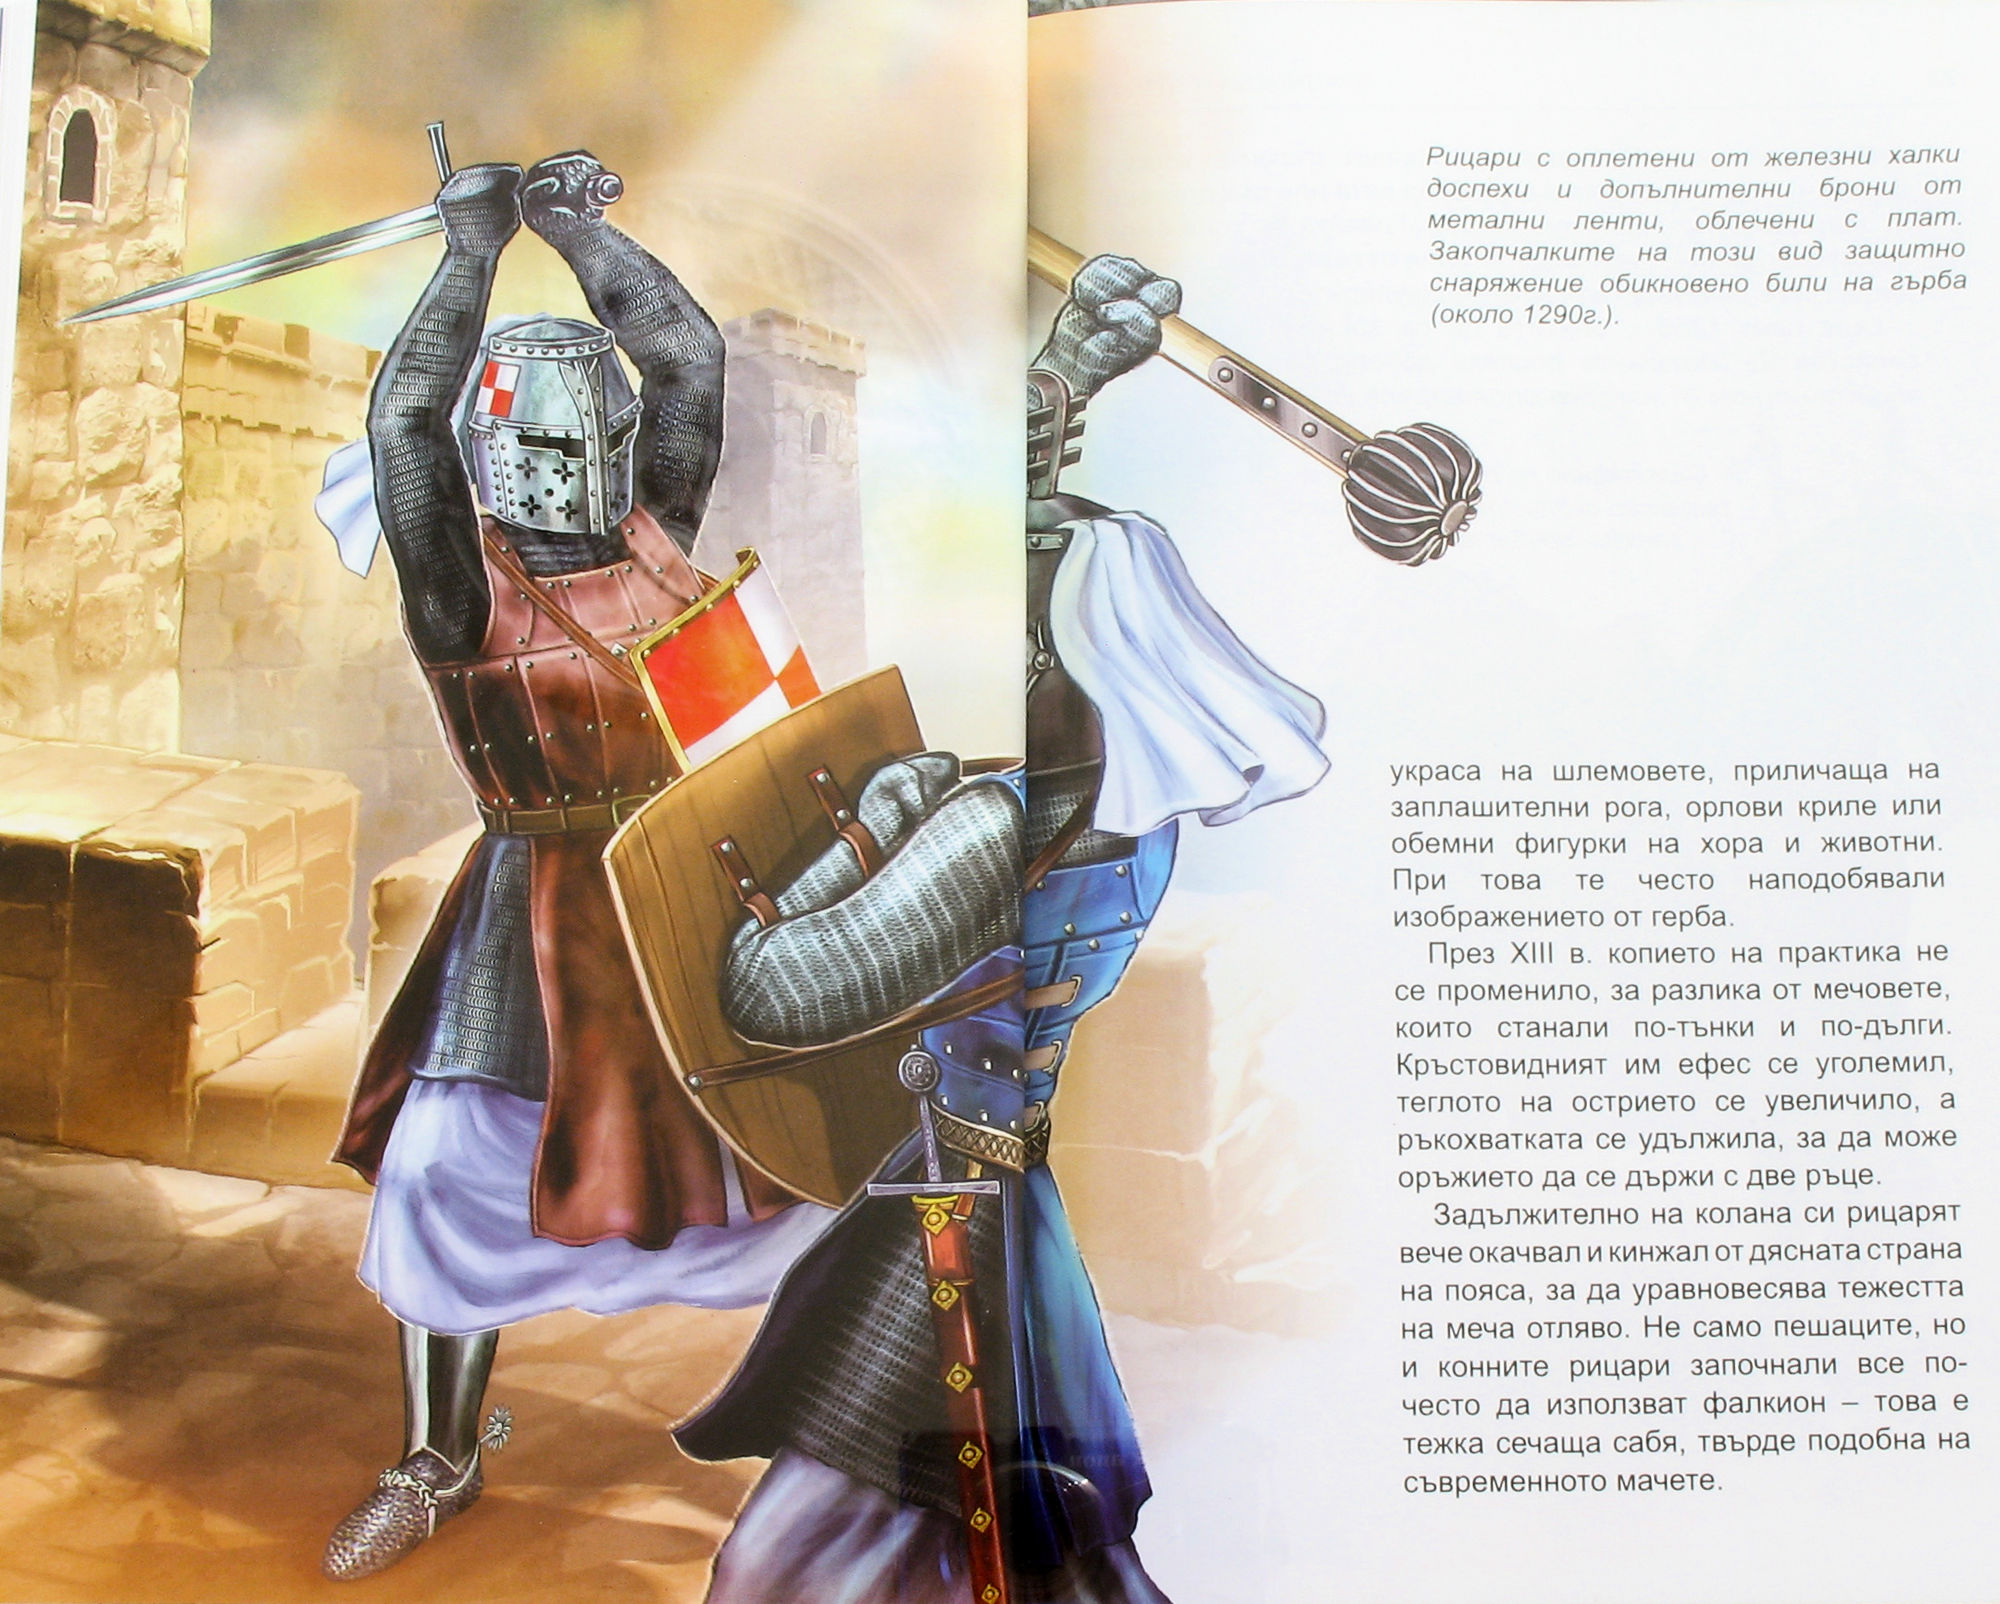 Рицари с оплетени от железни халки
доспехи и допълнителни брони от
метални ленти, облечени с плат.
Закопчалките на този вид защитно
снаряжение обикновено били на гърба
(около 1290г.).
украса на шлемовете, приличаща на
заплашителни рога, орлови криле или
обемни фигурки на хора и животни.
При това те често наподобявали
изображението от герба.
През XIII в. копието на практика не
се променило, за разлика от мечовете,
които станали по-тънки и по-дълги.
Кръстовидният им ефес се уголемил,
теглото на острието се увеличило, а
ръкохватката се удължила, за да може
оръжието да се държи с две ръце.
Задължително на колана си рицарят
вече окачвал и кинжал от дясната страна
на пояса, за да уравновесява тежестта
на меча отляво. Не само пешаците, но
и конните рицари започнали все по-
често да използват фалкион – това е
тежка сечаща сабя, твърде подобна на
съвременното мачете.